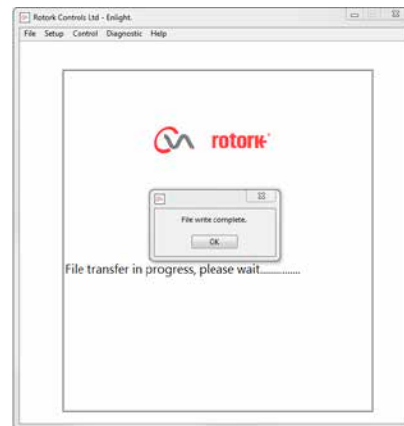 Rotork Controls Ltd - Enlight.
File Setup Control Diagnostic Help
rotork
File write complete.
OK
File transfer in progress, please wait...............